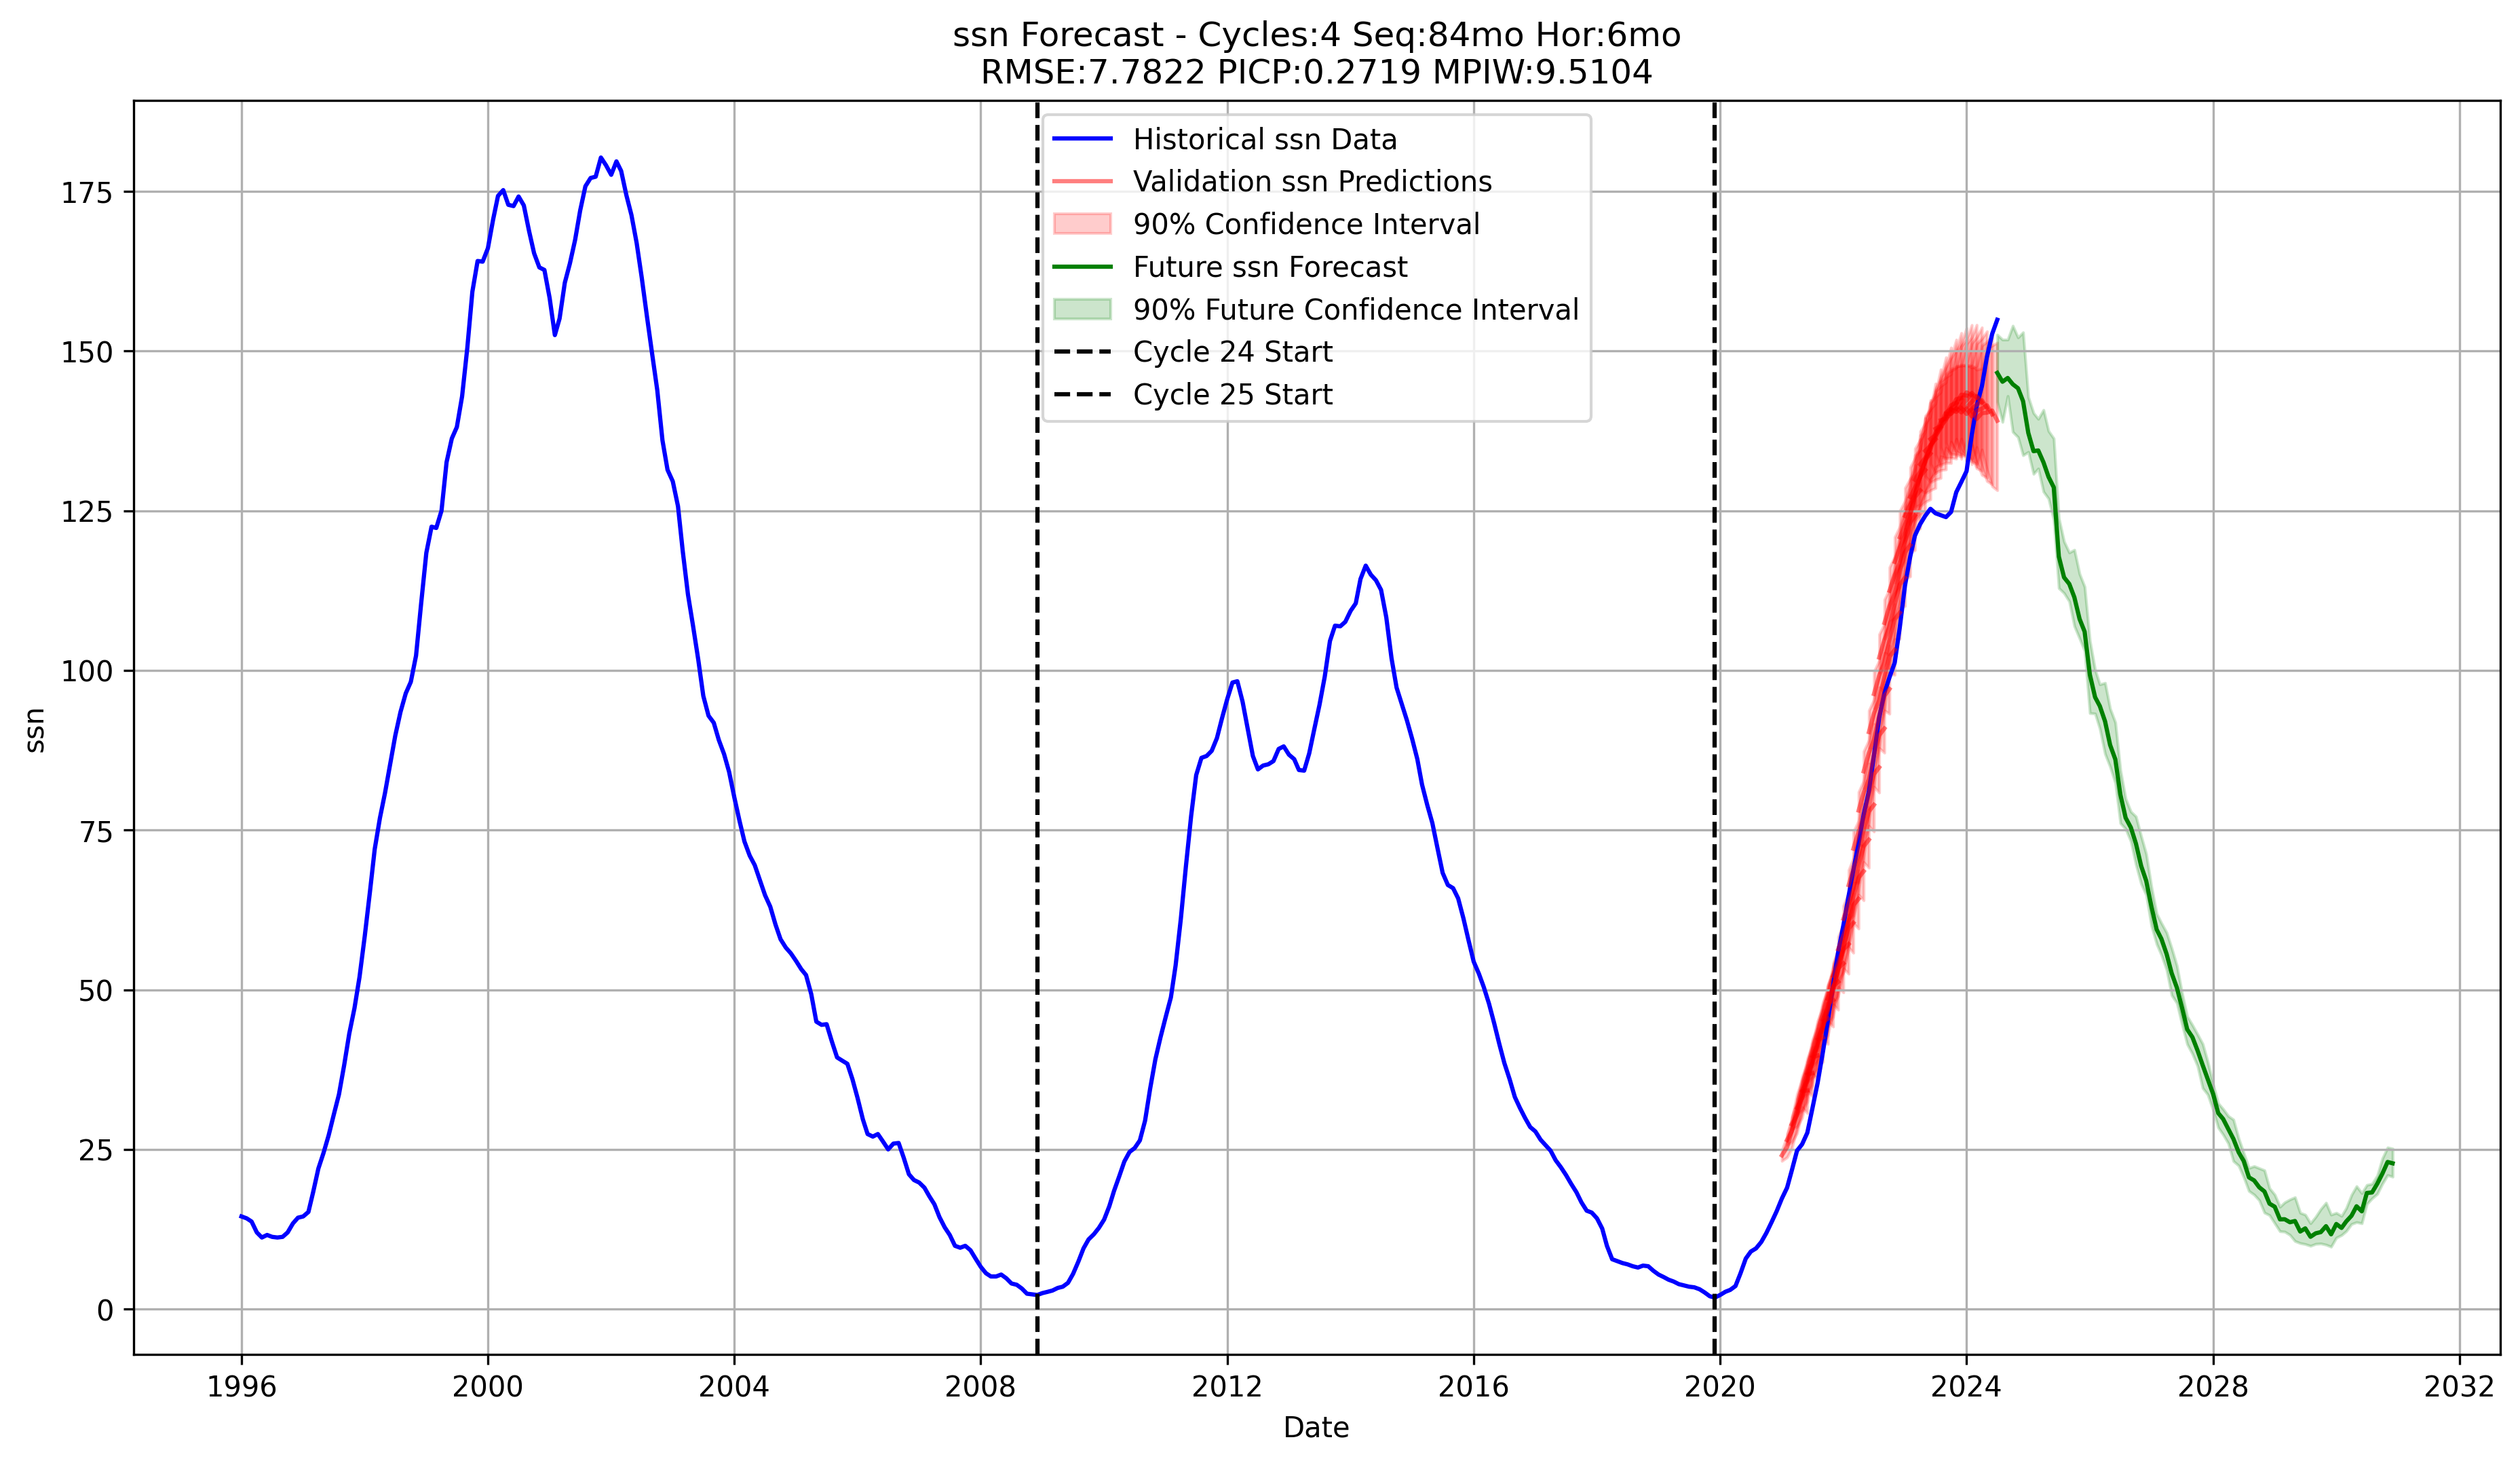 ssn Forecast - Cycles:4 Seq:84mo Hor:6mo
RMSE:7.7822 PICP:0.2719 MPIW:9.5104
Historical ssn Data
Validation ssn Predictions
90% Confidence Interval
Future ssn Forecast
90% Future Confidence Interval
Cycle 24 Start
Cycle 25 Start
175
150
125
100
75
50
25
0
ssn
1996 2000 2004 2008 2012 2016 2020 2024 2028 2032
Date